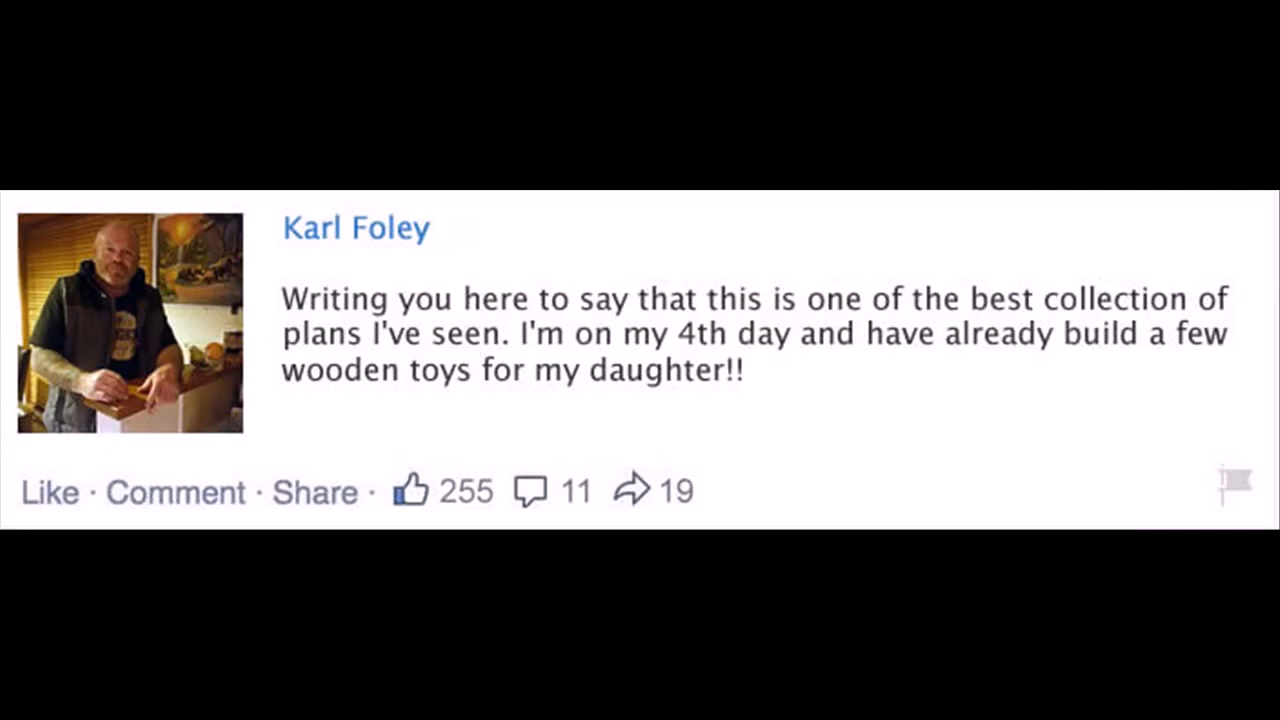 Karl Foley
Writing you here to say that this is one of the best collection of
plans I've seen. I'm on my 4th day and have already build a few
wooden toys for my daughter!!
Like · Comment · Share · 255 11 19